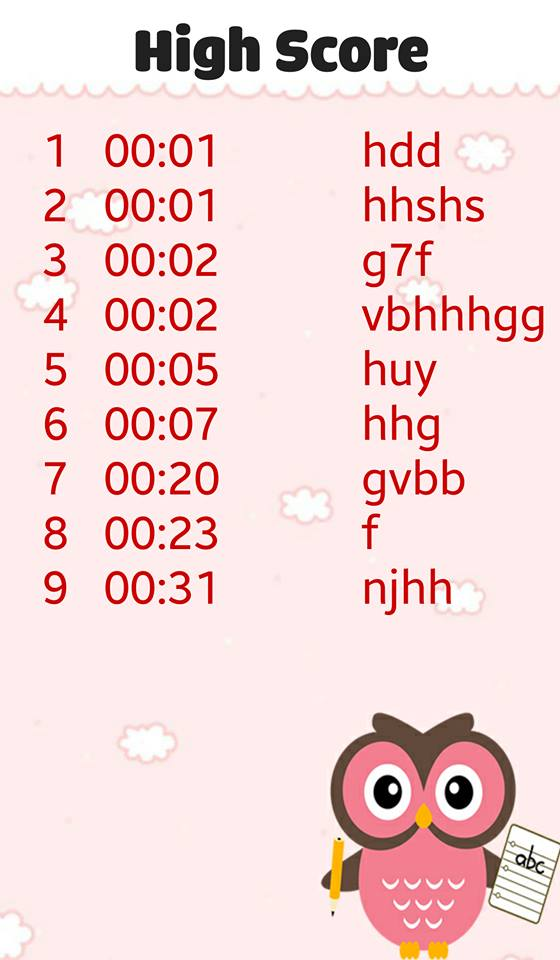 High Score
1 00:01 hdd
2 00:01 hhshs
3 00:02 g7f
4 00:02 vbhhhgg
5 00:05 huy
6 00:07 hhg
7 00:20 gvbb
8 00:23 f
9 00:31 njhh
abc